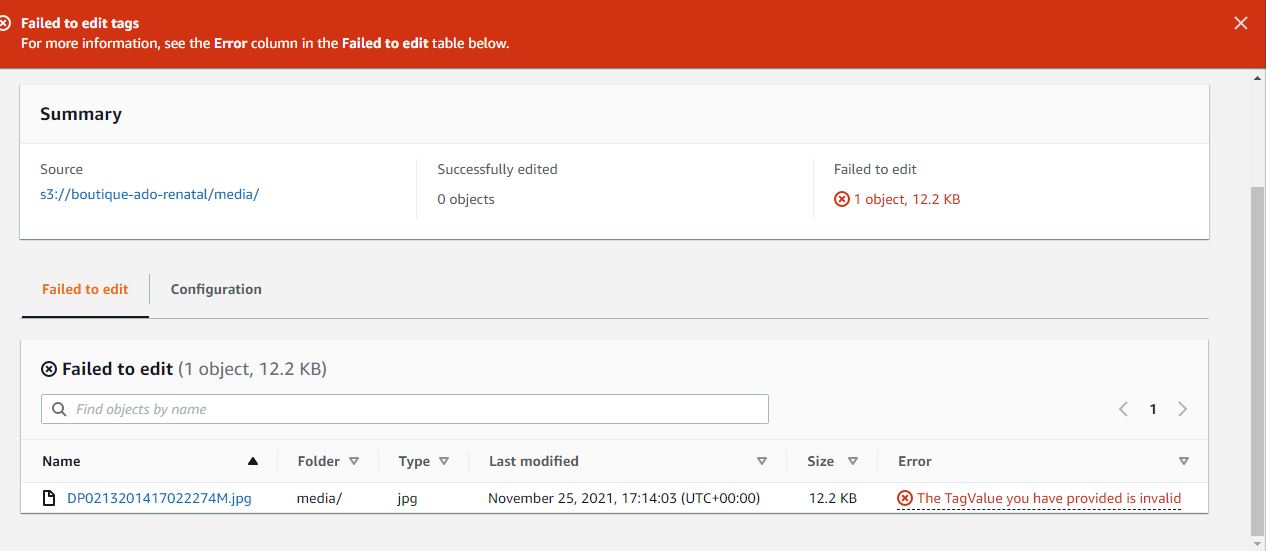 Failed to edit tags
For more information, see the Error column in the Failed to edit table below.
Summary
Source
s3://boutique-ado-renatal/media/
Successfully edited
0 objects
Failed to edit
1 object, 12.2 KB
Failed to edit Configuration
Failed to edit (1 object, 12.2 KB)
Find objects by name 1
Name Folder Type Last modified Size Error
DP0213201417022274M.jpg media/ jpg November 25, 2021, 17:14:03 (UTC+00:00) 12.2 KB The TagValue you have provided is invalid